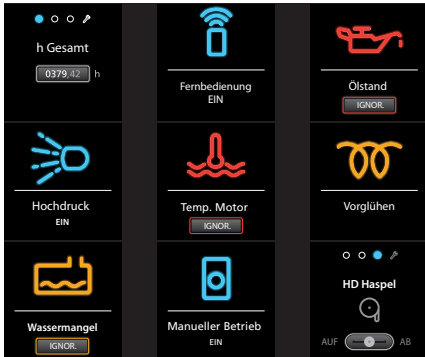 h Gesamt
0379,42 h
Fernbedienung
EIN
Ölstand
IGNOR.
Hochdruck
EIN
Temp. Motor
IGNOR.
Vorglühen
Wassermangel
IGNOR.
Manueller Betrieb
EIN
HD Haspel
AUF AB